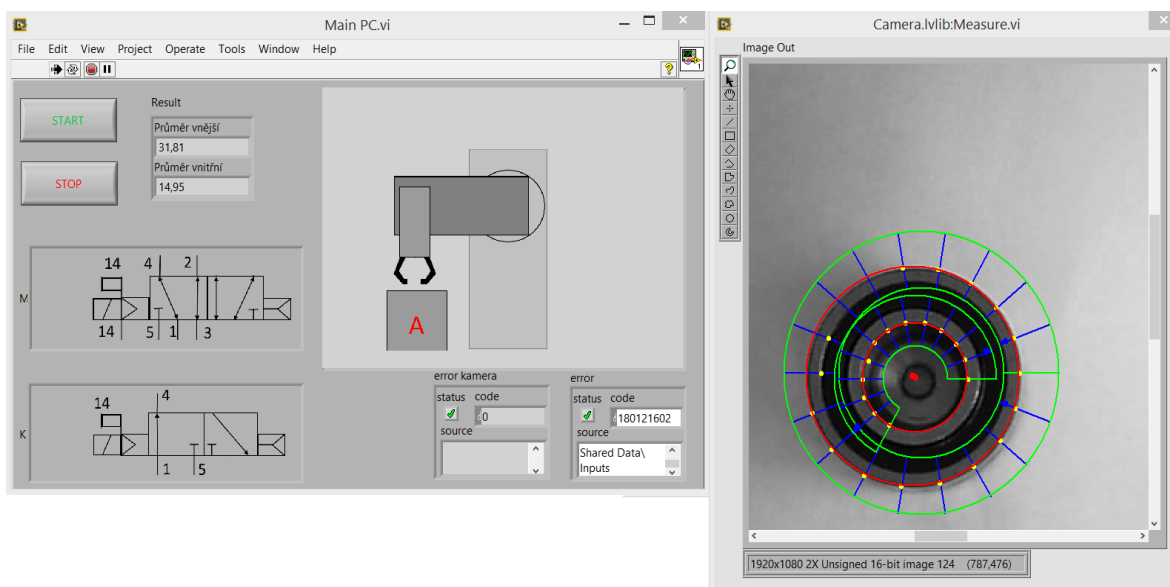 Main PC.vi
File Edit View Project Operate Tools Window Help
1
START
STOP
Result
Průměr vnější
31,81
Průměr vnitřní
14,95
M
14 4 2
14 5 1 3
K
14 4
1 5
A
error kamera
status code
0
source
error
status code
180121602
source
Shared Data\
Inputs
Camera.lvlib:Measure.vi
Image Out
1920x1080 2X Unsigned 16-bit image 124 (787,476)